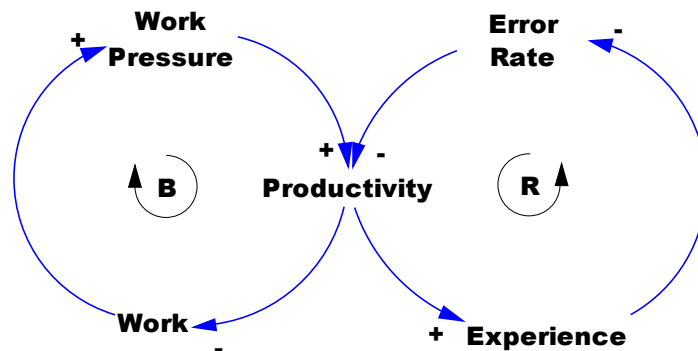 Work
Pressure
Error
Rate
+
-
+
-
B
Productivity
R
Work
-
+
Experience